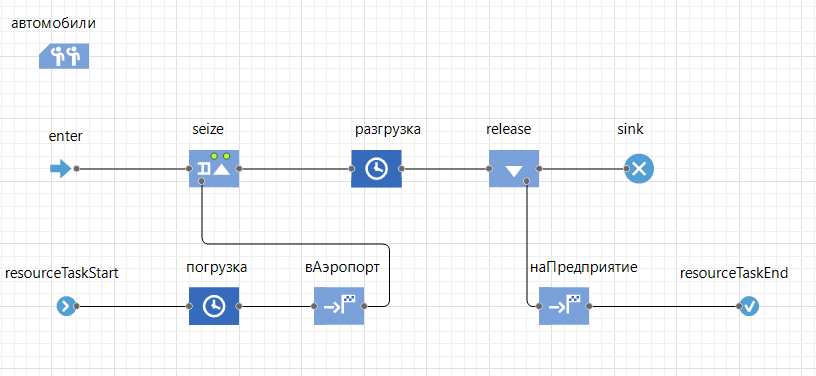 автомобили
enter
seize
разгрузка
release
sink
resourceTaskStart
погрузка
вАэропорт
наПредприятие
resourceTaskEnd